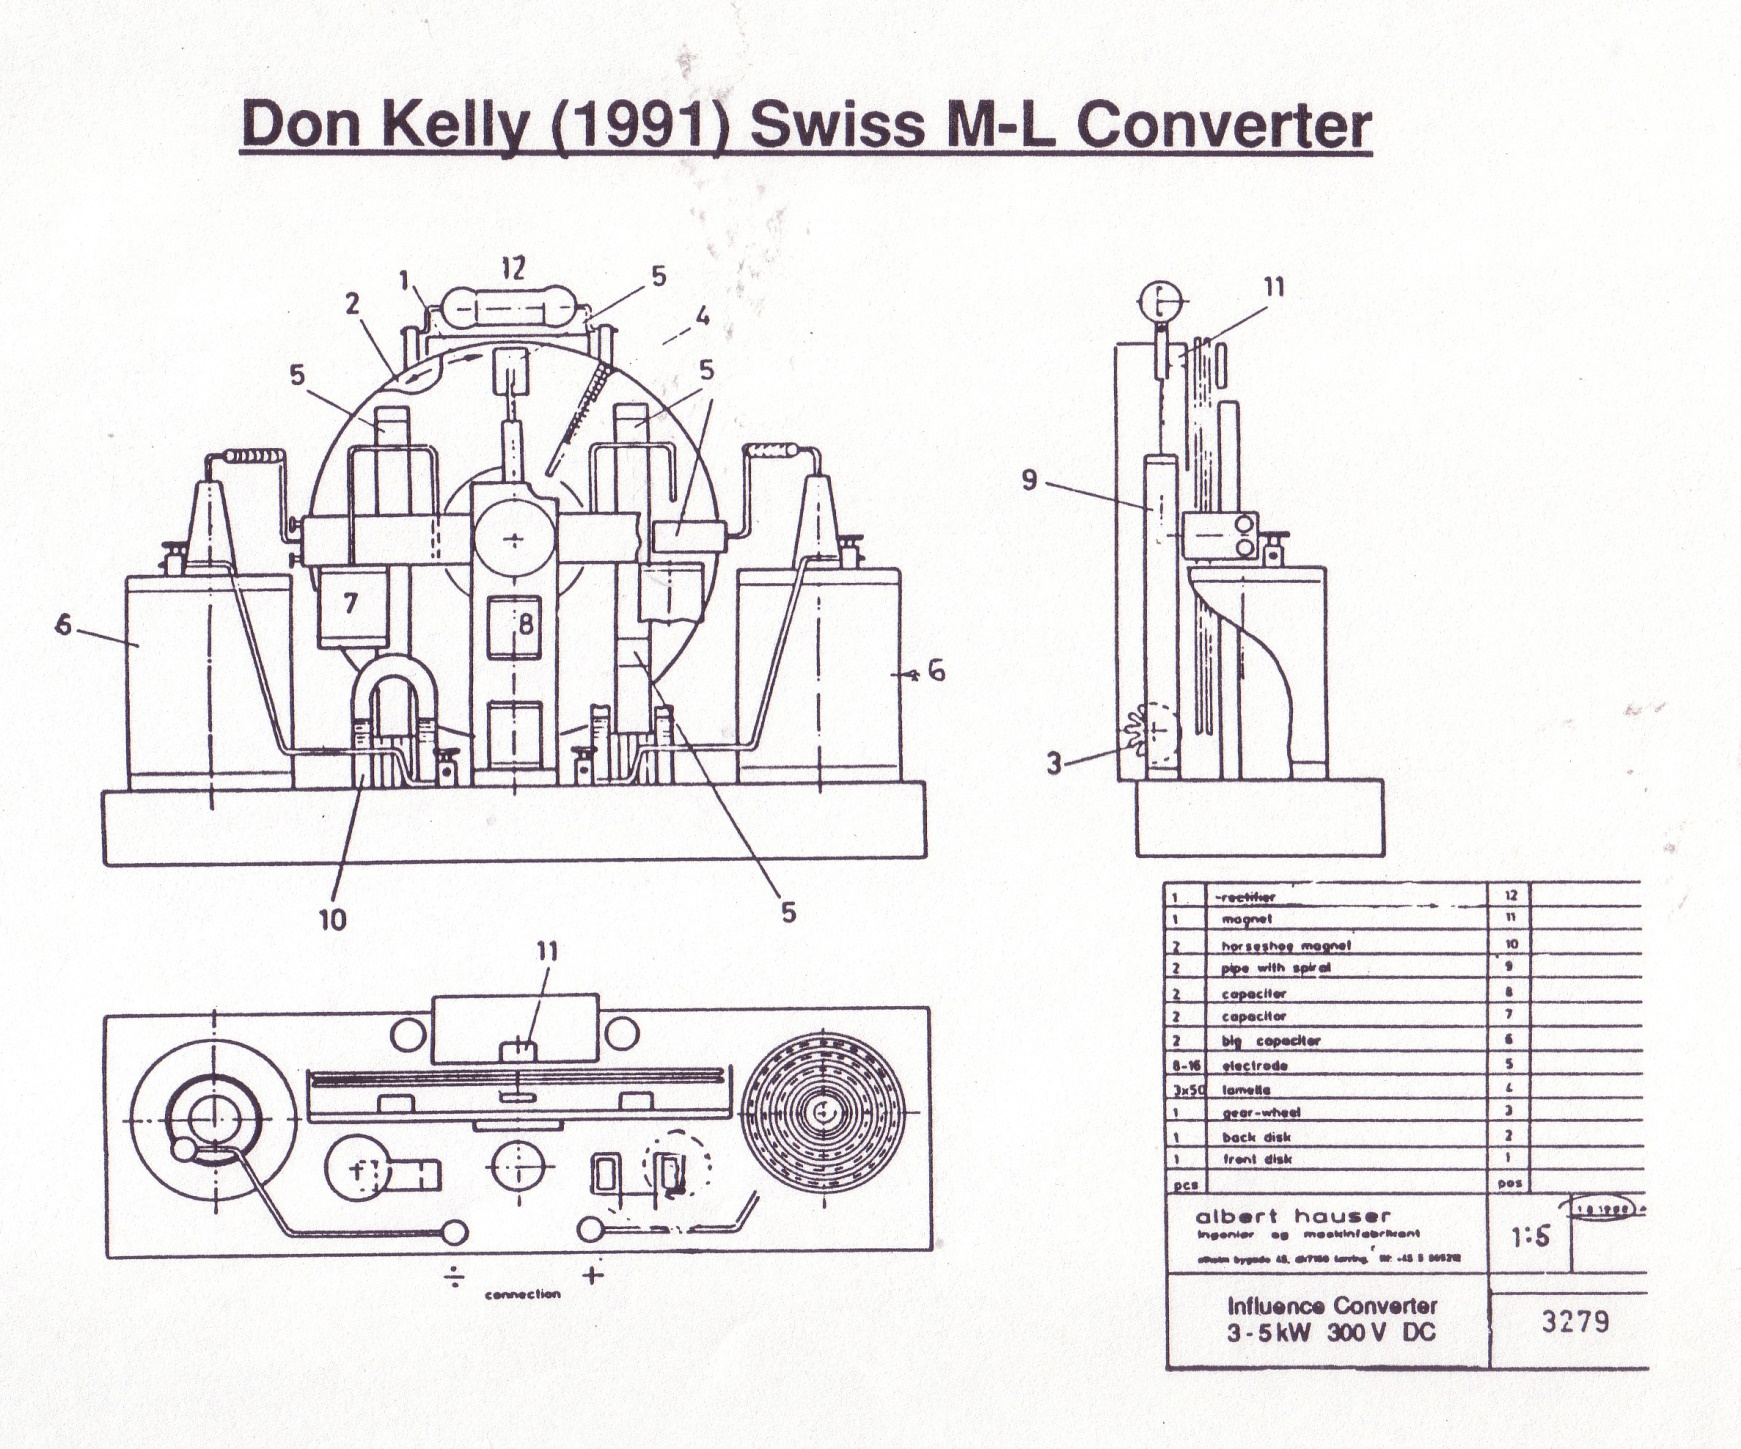 Don Kelly (1991) Swiss M-L Converter
1
12
5
2
4
5
5
7
8
6
6
10
5
11
9
3
11
÷
+
connection
1 rectifier 12
1 magnet 11
2 horseshoe magnet 10
2 pipe with spiral 9
2 capacitor 8
2 capacitor 7
2 big capacitor 6
8-16 electrode 5
3x50 lamella 4
1 gear-wheel 3
1 back disk 2
1 front disk 1
pcs pos
albert hauser
ingeniør og maskinfabrikant
1:5
Influence Converter
3-5kW 300V DC
3279